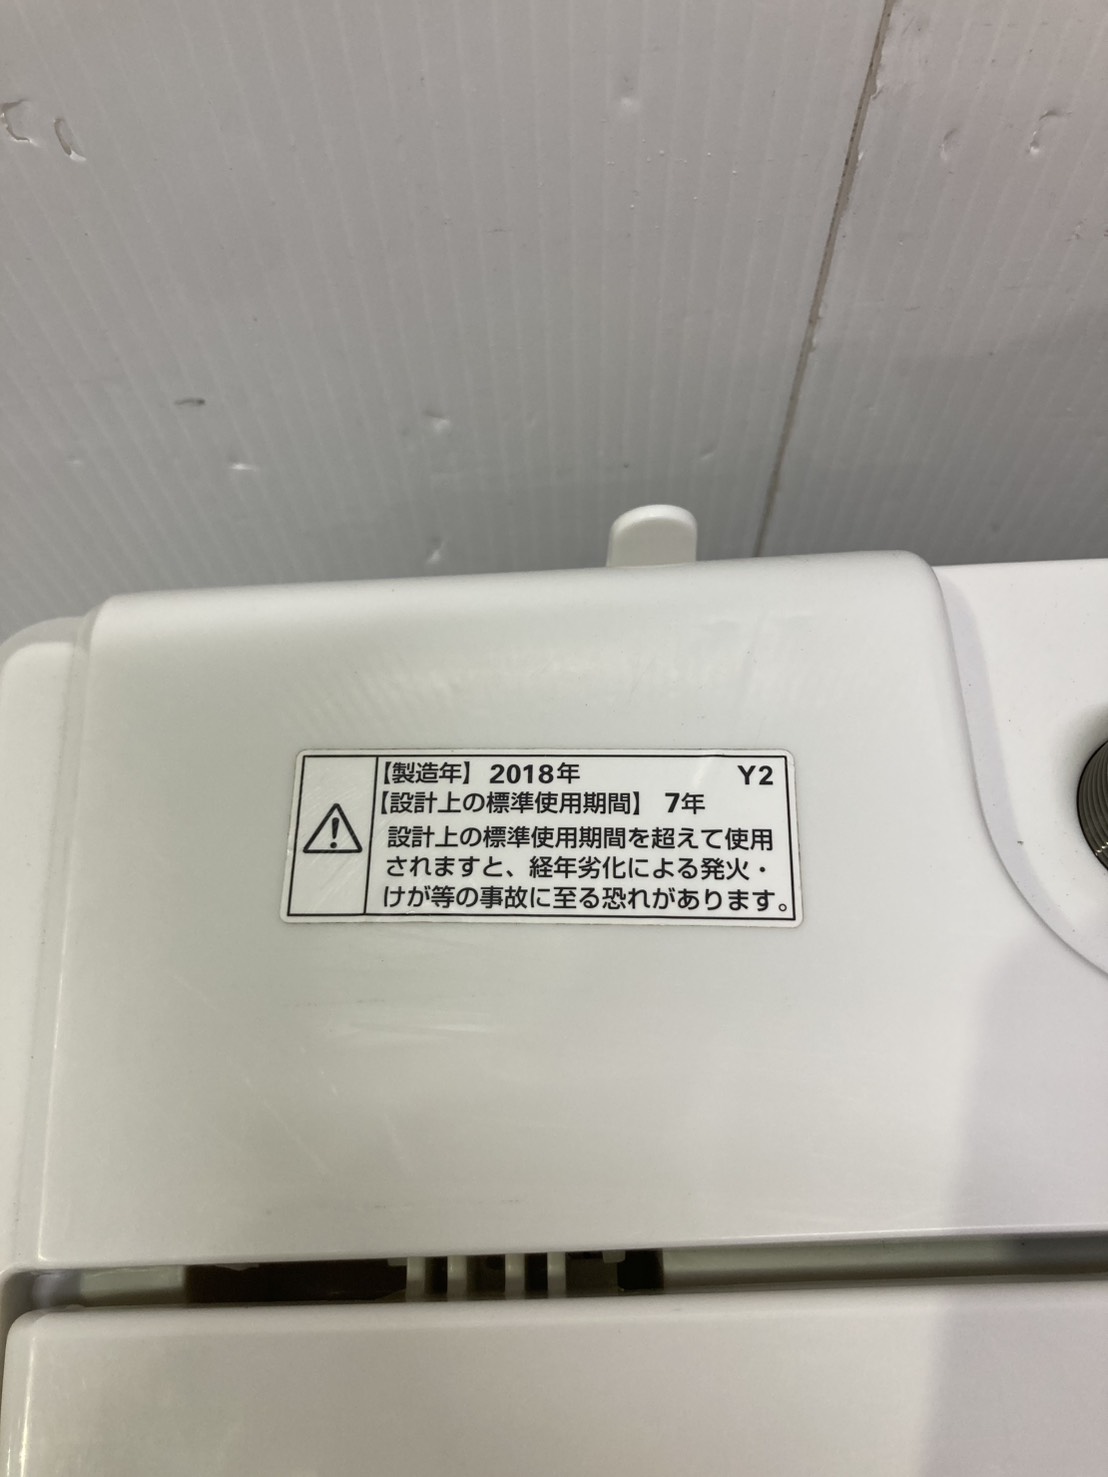 【製造年】 2018年 Y2
【設計上の標準使用期間】 7年
設計上の標準使用期間を超えて使用
されますと、経年劣化による発火・
けが等の事故に至る恐れがあります。